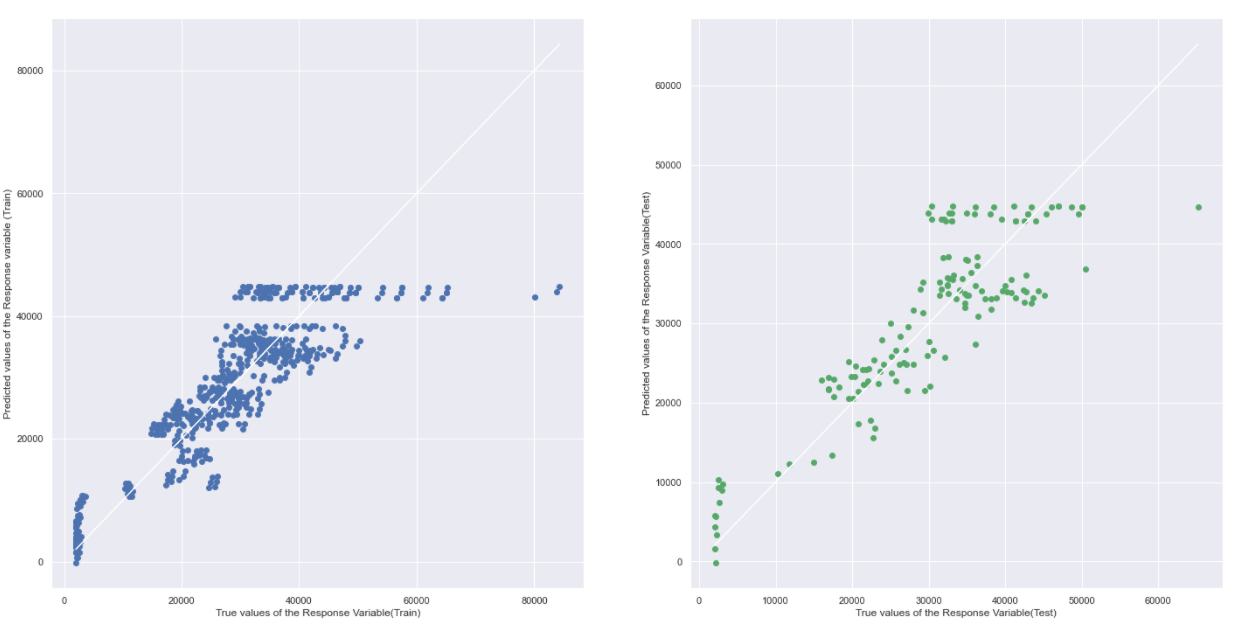 Predicted values of the Response variable (Train)
80000
60000
40000
20000
0
0 20000 40000 60000 80000
True values of the Response Variable(Train)
Predicted values of the Response Variable(Test)
60000
50000
40000
30000
20000
10000
0
0 10000 20000 30000 40000 50000 60000
True values of the Response Variable(Test)